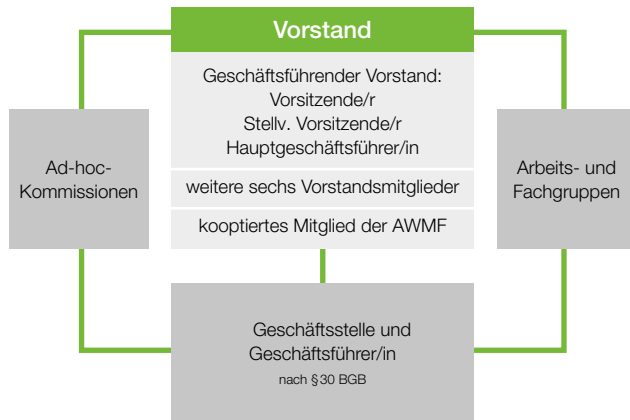 Vorstand
Geschäftsführender Vorstand:
Vorsitzende/r
Stellv. Vorsitzende/r
Hauptgeschäftsführer/in
weitere sechs Vorstandsmitglieder
kooptiertes Mitglied der AWMF
Ad-hoc-
Kommissionen
Arbeits- und
Fachgruppen
Geschäftsstelle und
Geschäftsführer/in
nach §30 BGB